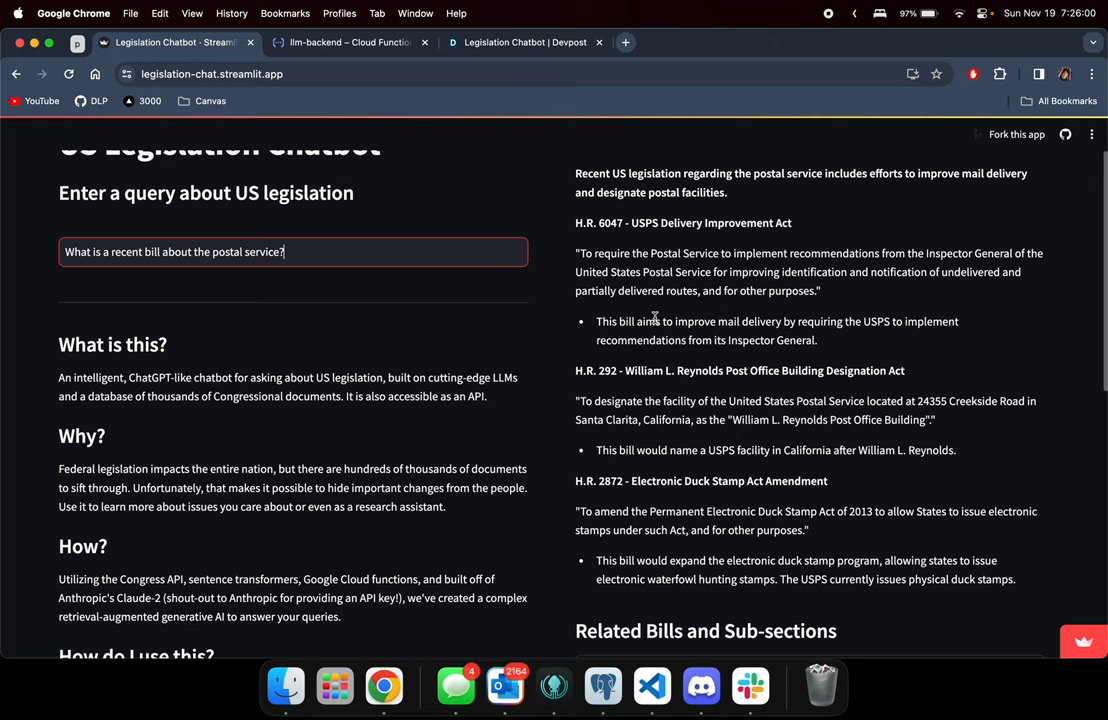 Google Chrome File Edit View History Bookmarks Profiles Tab Window Help 97% Sun Nov 19 7:26:00
p Legislation Chatbot · Streaml llm-backend – Cloud Functio Legislation Chatbot | Devpost
legislation-chat.streamlit.app
YouTube DLP 3000 Canvas All Bookmarks
Fork this app
US Legislation Chatbot
Enter a query about US legislation
What is a recent bill about the postal service?
What is this?
An intelligent, ChatGPT-like chatbot for asking about US legislation, built on cutting-edge LLMs
and a database of thousands of Congressional documents. It is also accessible as an API.
Why?
Federal legislation impacts the entire nation, but there are hundreds of thousands of documents
to sift through. Unfortunately, that makes it possible to hide important changes from the people.
Use it to learn more about issues you care about or even as a research assistant.
How?
Utilizing the Congress API, sentence transformers, Google Cloud functions, and built off of
Anthropic's Claude-2 (shout-out to Anthropic for providing an API key!), we've created a complex
retrieval-augmented generative AI to answer your queries.
How do I use this?
Recent US legislation regarding the postal service includes efforts to improve mail delivery
and designate postal facilities.
H.R. 6047 - USPS Delivery Improvement Act
"To require the Postal Service to implement recommendations from the Inspector General of the
United States Postal Service for improving identification and notification of undelivered and
partially delivered routes, and for other purposes."
• This bill aims to improve mail delivery by requiring the USPS to implement
recommendations from its Inspector General.
H.R. 292 - William L. Reynolds Post Office Building Designation Act
"To designate the facility of the United States Postal Service located at 24355 Creekside Road in
Santa Clarita, California, as the "William L. Reynolds Post Office Building"."
• This bill would name a USPS facility in California after William L. Reynolds.
H.R. 2872 - Electronic Duck Stamp Act Amendment
"To amend the Permanent Electronic Duck Stamp Act of 2013 to allow States to issue electronic
stamps under such Act, and for other purposes."
• This bill would expand the electronic duck stamp program, allowing states to issue
electronic waterfowl hunting stamps. The USPS currently issues physical duck stamps.
Related Bills and Sub-sections
4 2164